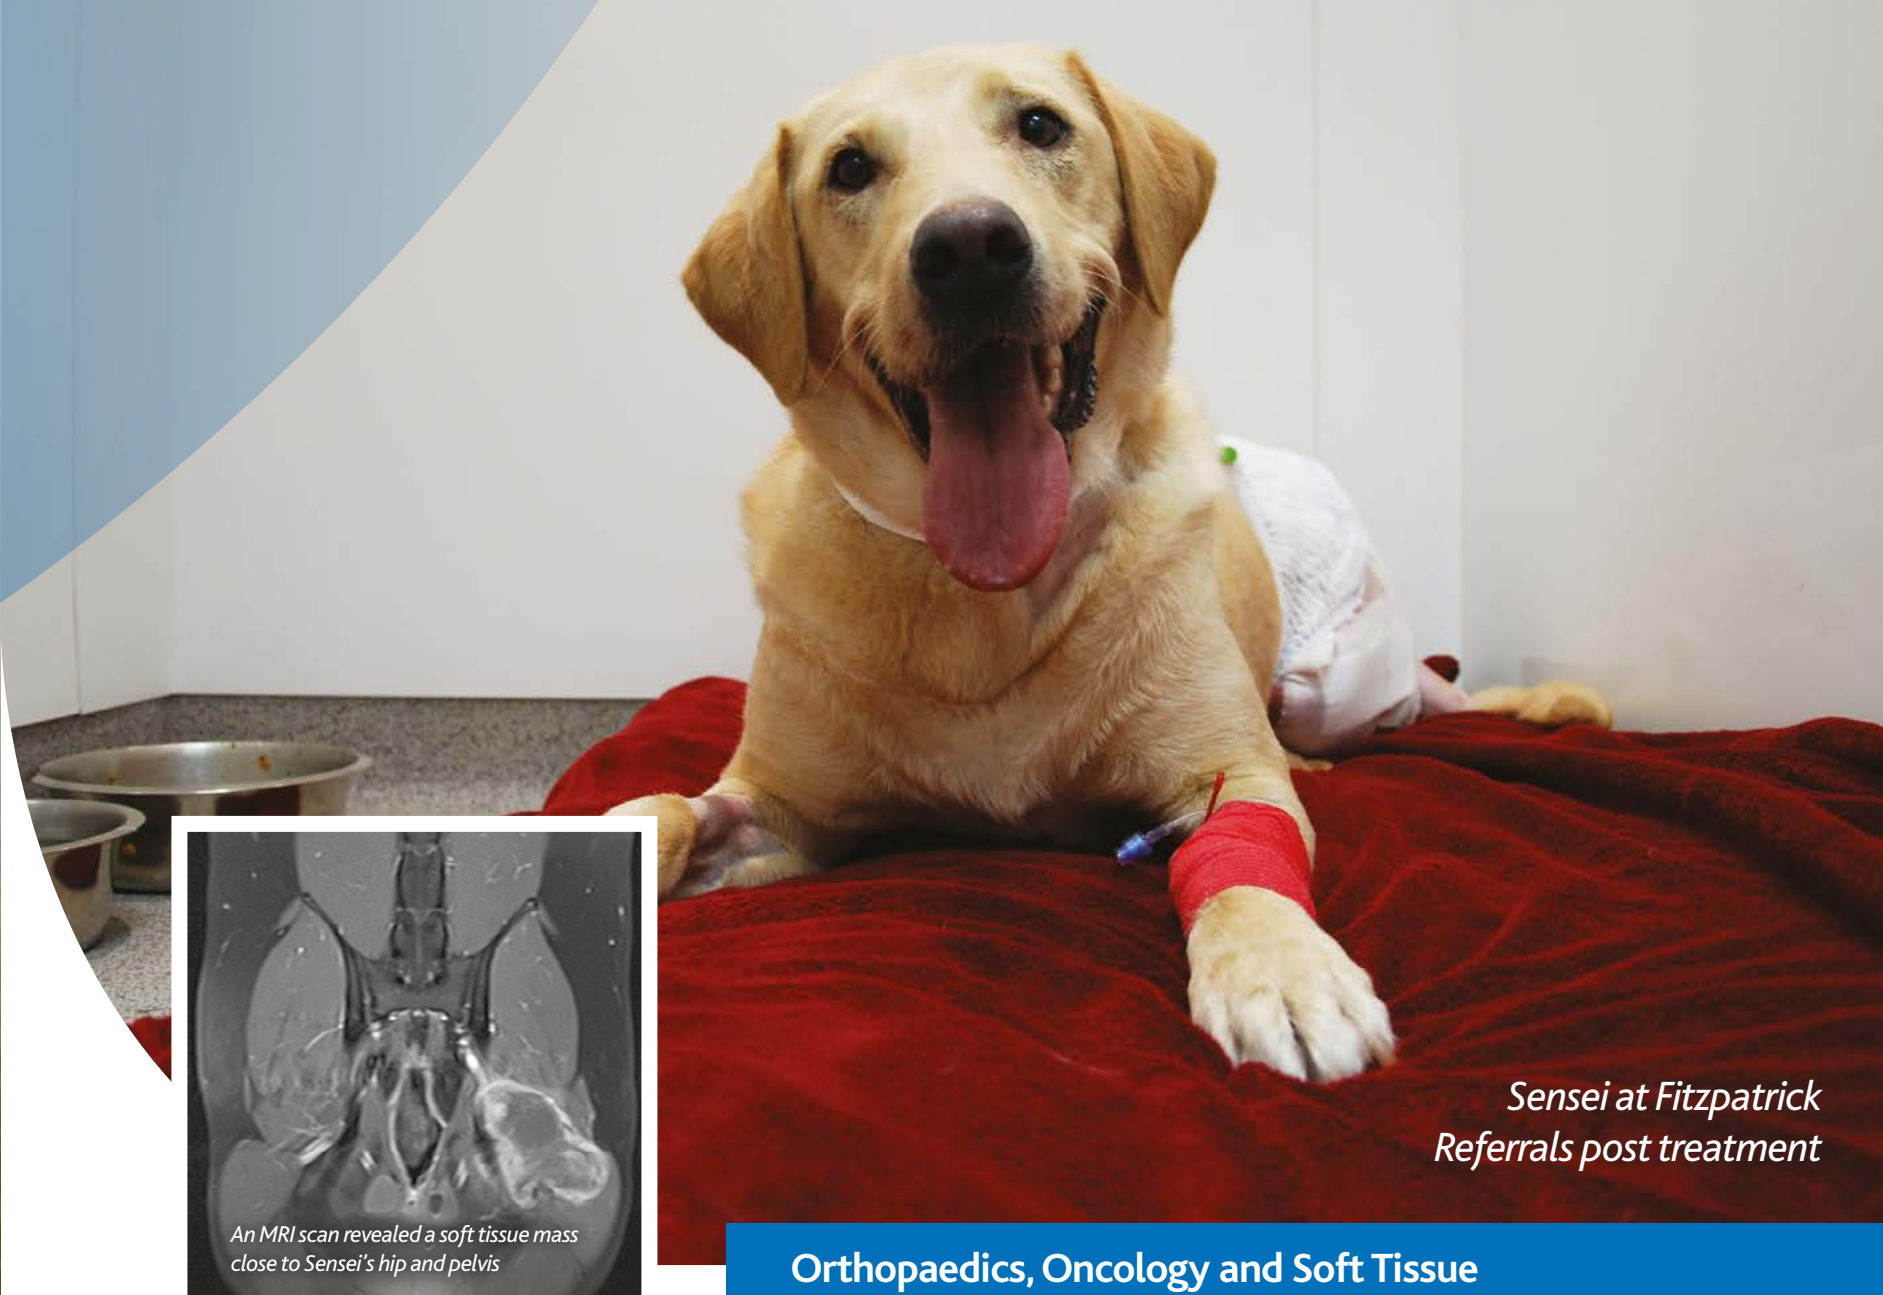 Sensei at Fitzpatrick
Referrals post treatment
An MRI scan revealed a soft tissue mass
close to Sensei's hip and pelvis
Orthopaedics, Oncology and Soft Tissue